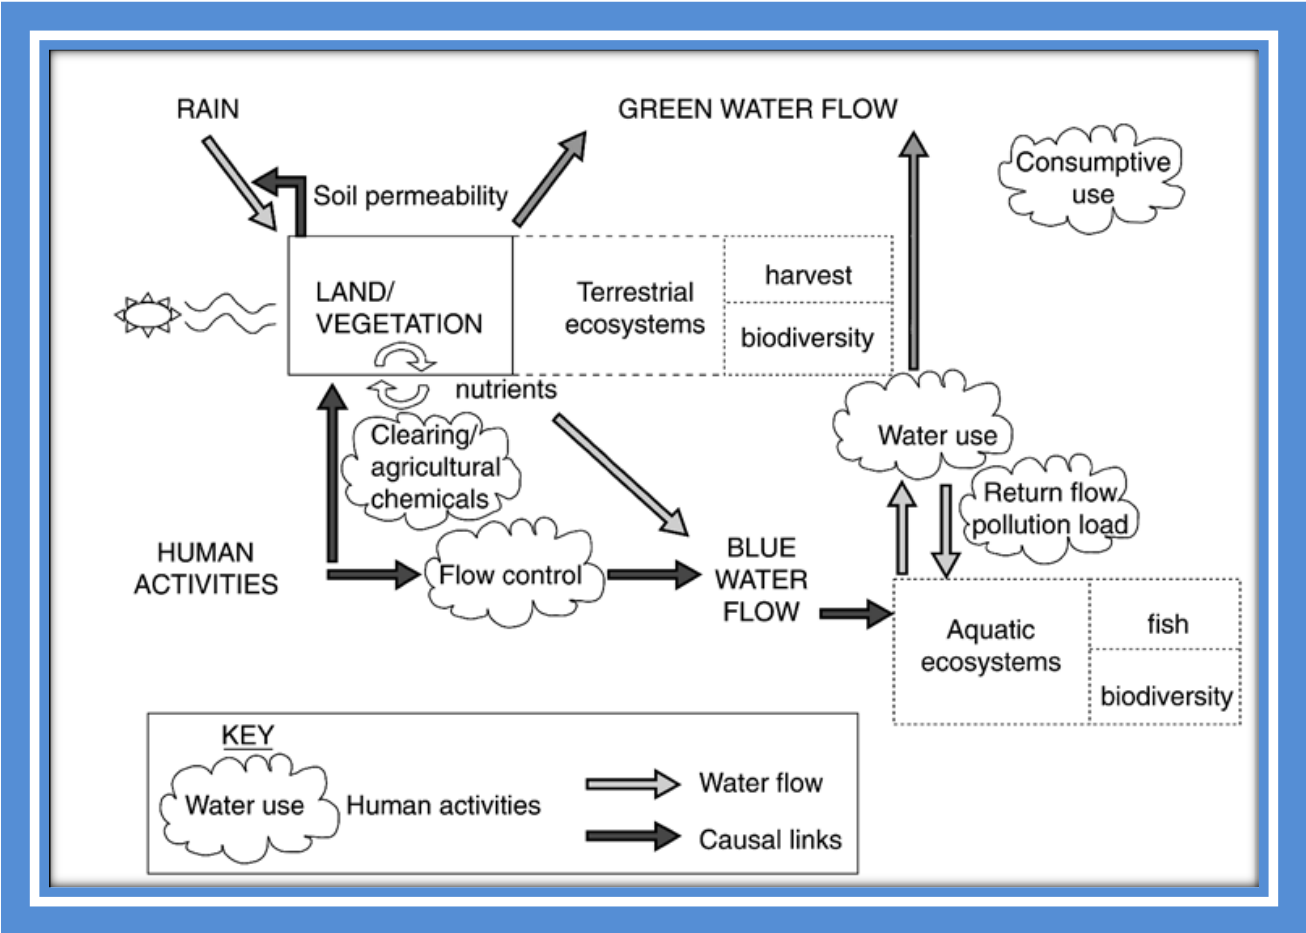 RAIN
GREEN WATER FLOW
Consumptive
use
Soil permeability
LAND/
VEGETATION
Terrestrial
ecosystems
harvest
biodiversity
nutrients
Clearing/
agricultural
chemicals
Water use
Return flow
pollution load
HUMAN
ACTIVITIES
Flow control
BLUE
WATER
FLOW
Aquatic
ecosystems
fish
biodiversity
KEY
Water use
Human activities
Water flow
Causal links